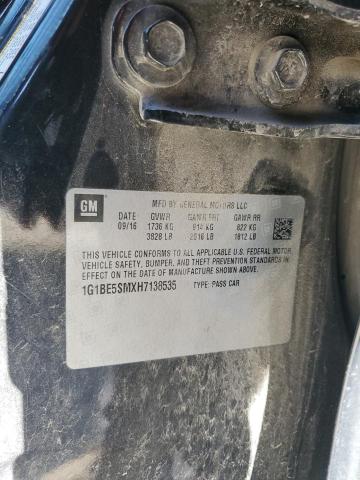 GM
MFD BY GENERAL MOTORS LLC
DATE GVWR GAWR FRT GAWR RR
09/16 1736 KG 914 KG 822 KG
3828 LB 2016 LB 1812 LB
THIS VEHICLE CONFORMS TO ALL APPLICABLE U.S. FEDERAL MOTOR
VEHICLE SAFETY, BUMPER, AND THEFT PREVENTION STANDARDS IN
EFFECT ON THE DATE OF MANUFACTURE SHOWN ABOVE.
1G1BE5SMXH7138535 TYPE: PASS CAR